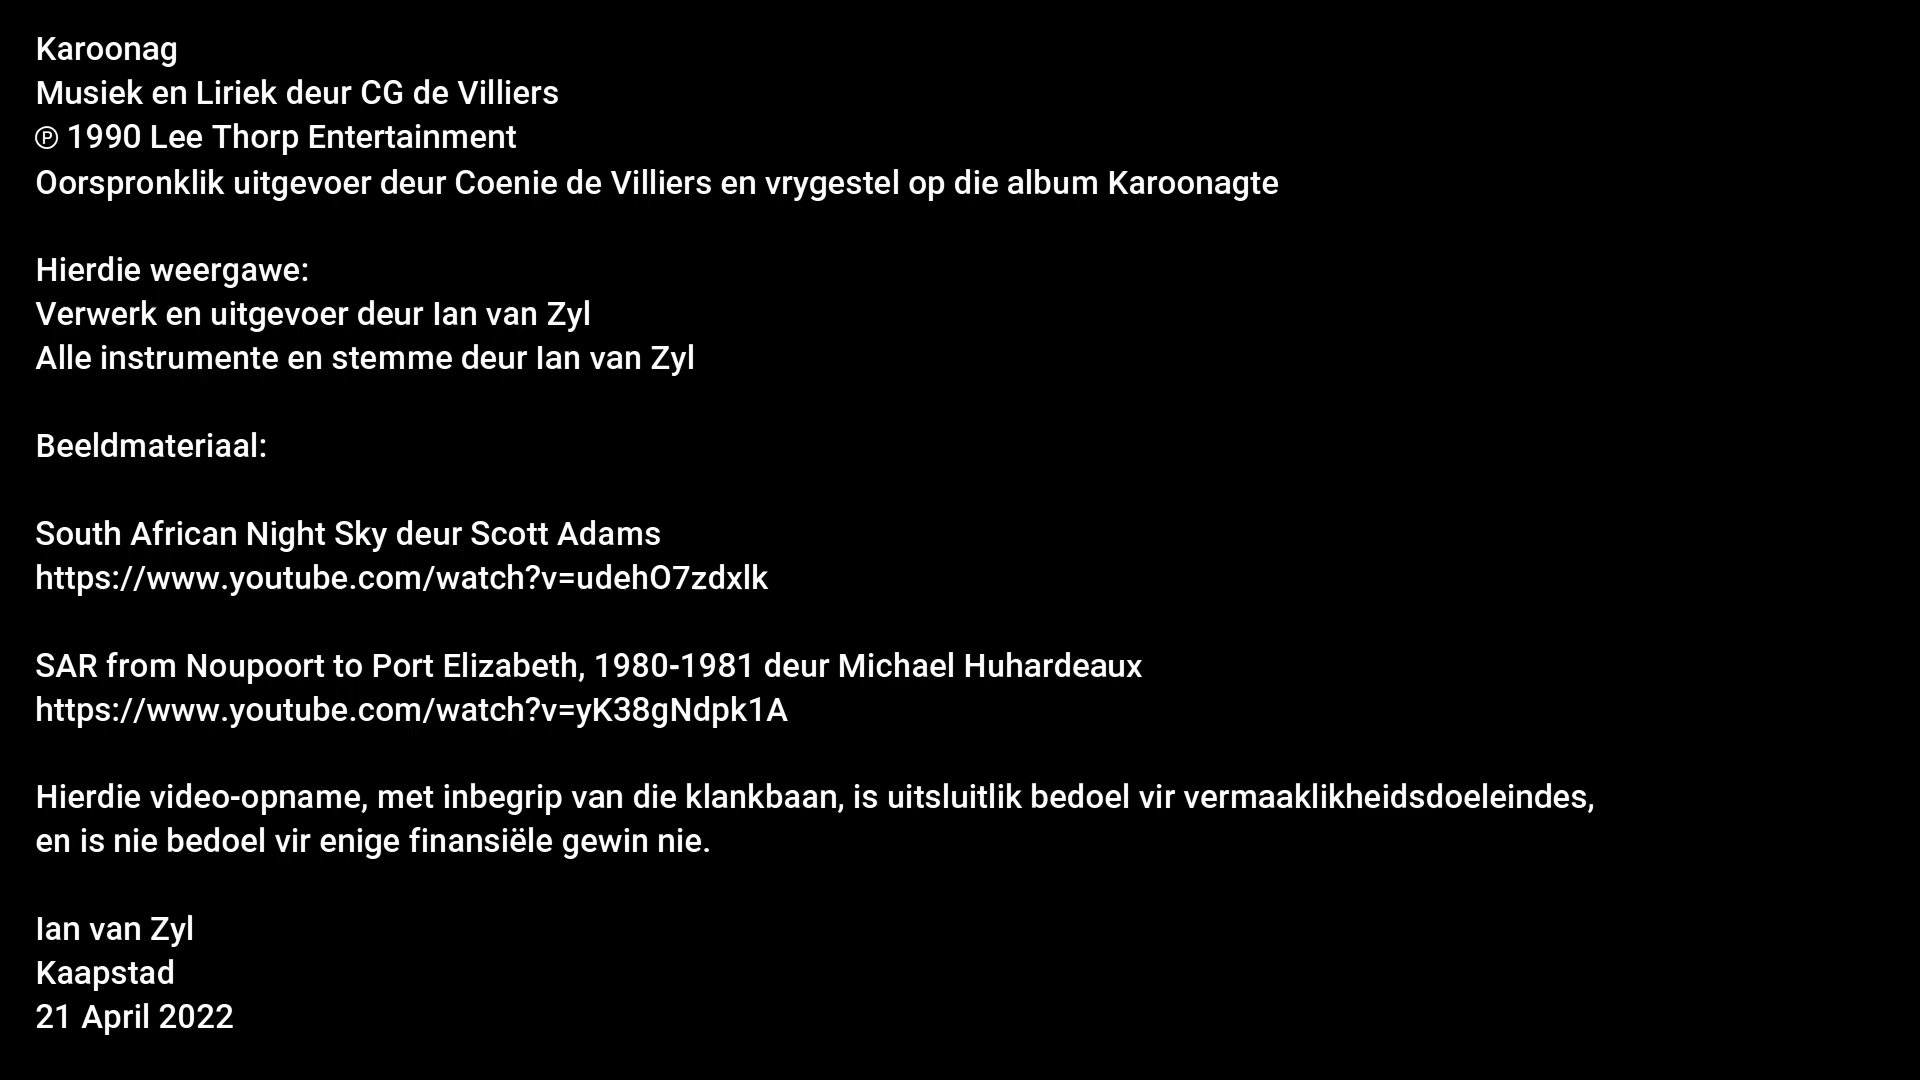 Karoonag
Musiek en Liriek deur CG de Villiers
℗ 1990 Lee Thorp Entertainment
Oorspronklik uitgevoer deur Coenie de Villiers en vrygestel op die album Karoonagte
Hierdie weergawe:
Verwerk en uitgevoer deur Ian van Zyl
Alle instrumente en stemme deur Ian van Zyl
Beeldmateriaal:
South African Night Sky deur Scott Adams
https://www.youtube.com/watch?v=udehO7zdxlk
SAR from Noupoort to Port Elizabeth, 1980-1981 deur Michael Huhardeaux
https://www.youtube.com/watch?v=yK38gNdpk1A
Hierdie video-opname, met inbegrip van die klankbaan, is uitsluitlik bedoel vir vermaaklikheidsdoeleindes,
en is nie bedoel vir enige finansiële gewin nie.
Ian van Zyl
Kaapstad
21 April 2022